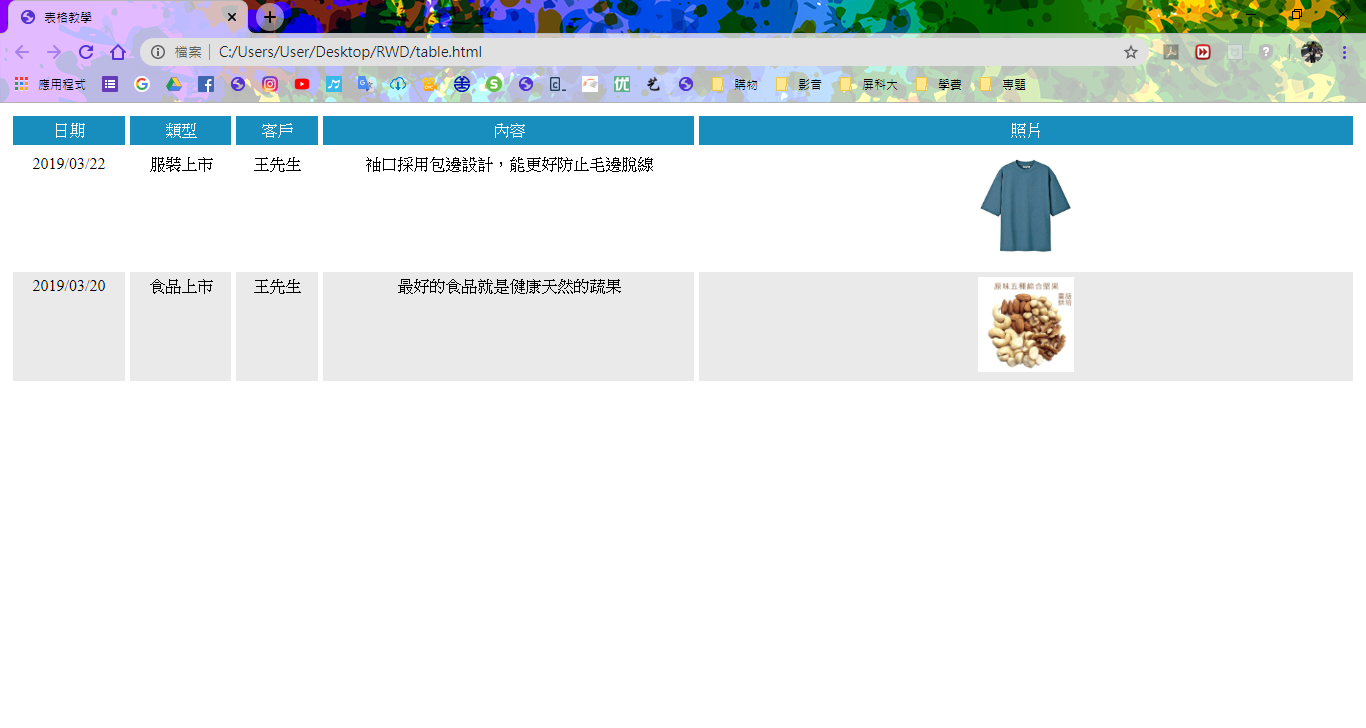 表格教學
檔案 C:/Users/User/Desktop/RWD/table.html
應用程式 購物 影音 屏科大 學費 專題
日期 類型 客戶 內容 照片
2019/03/22 服裝上市 王先生 袖口採用包邊設計，能更好防止毛邊脫線
2019/03/20 食品上市 王先生 最好的食品就是健康天然的蔬果
原味五種綜合堅果